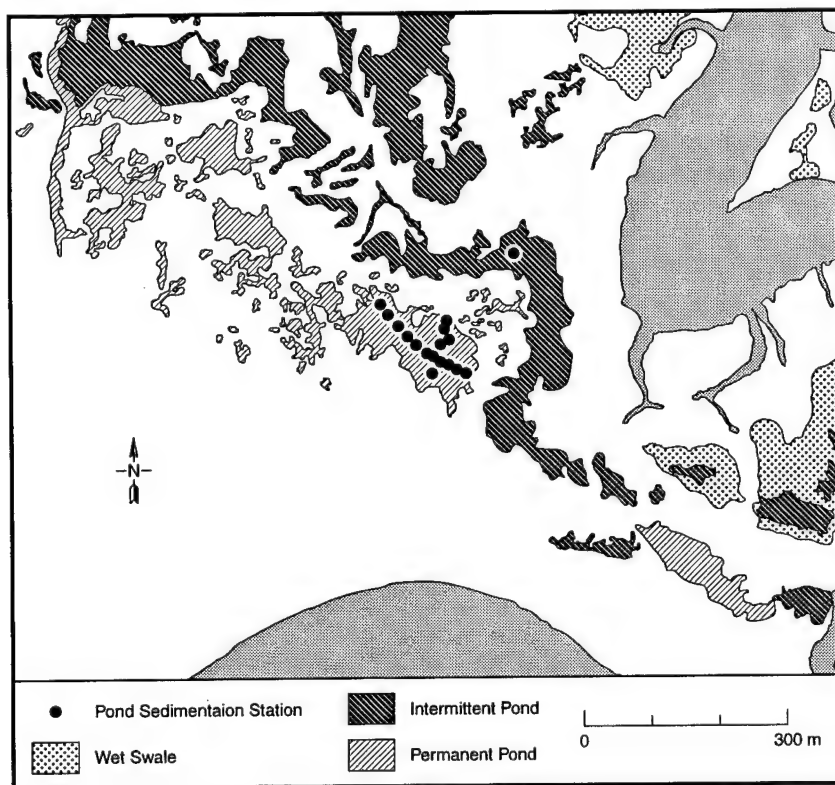 N
Pond Sedimentaion Station
Intermittent Pond
Wet Swale
Permanent Pond
0
300 m